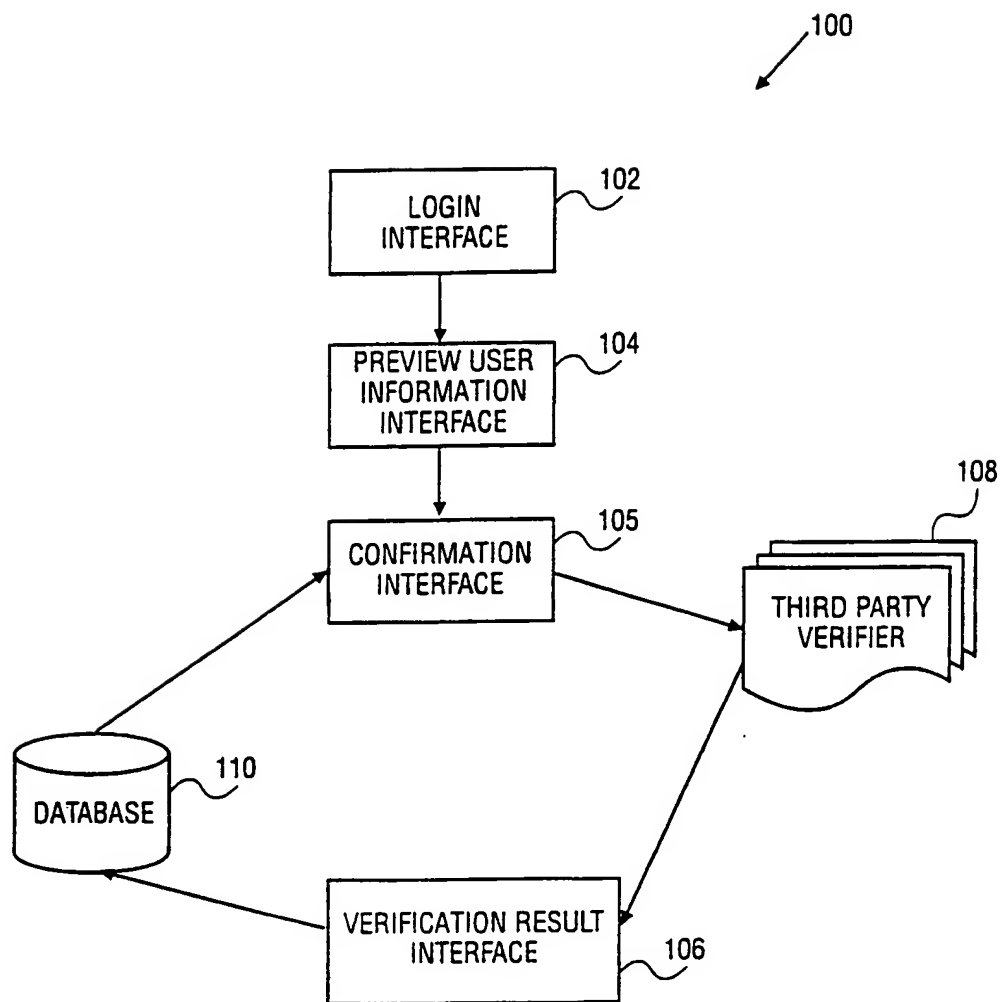 100
LOGIN
INTERFACE
102
PREVIEW USER
INFORMATION
INTERFACE
104
CONFIRMATION
INTERFACE
105
THIRD PARTY
VERIFIER
108
DATABASE
110
VERIFICATION RESULT
INTERFACE
106